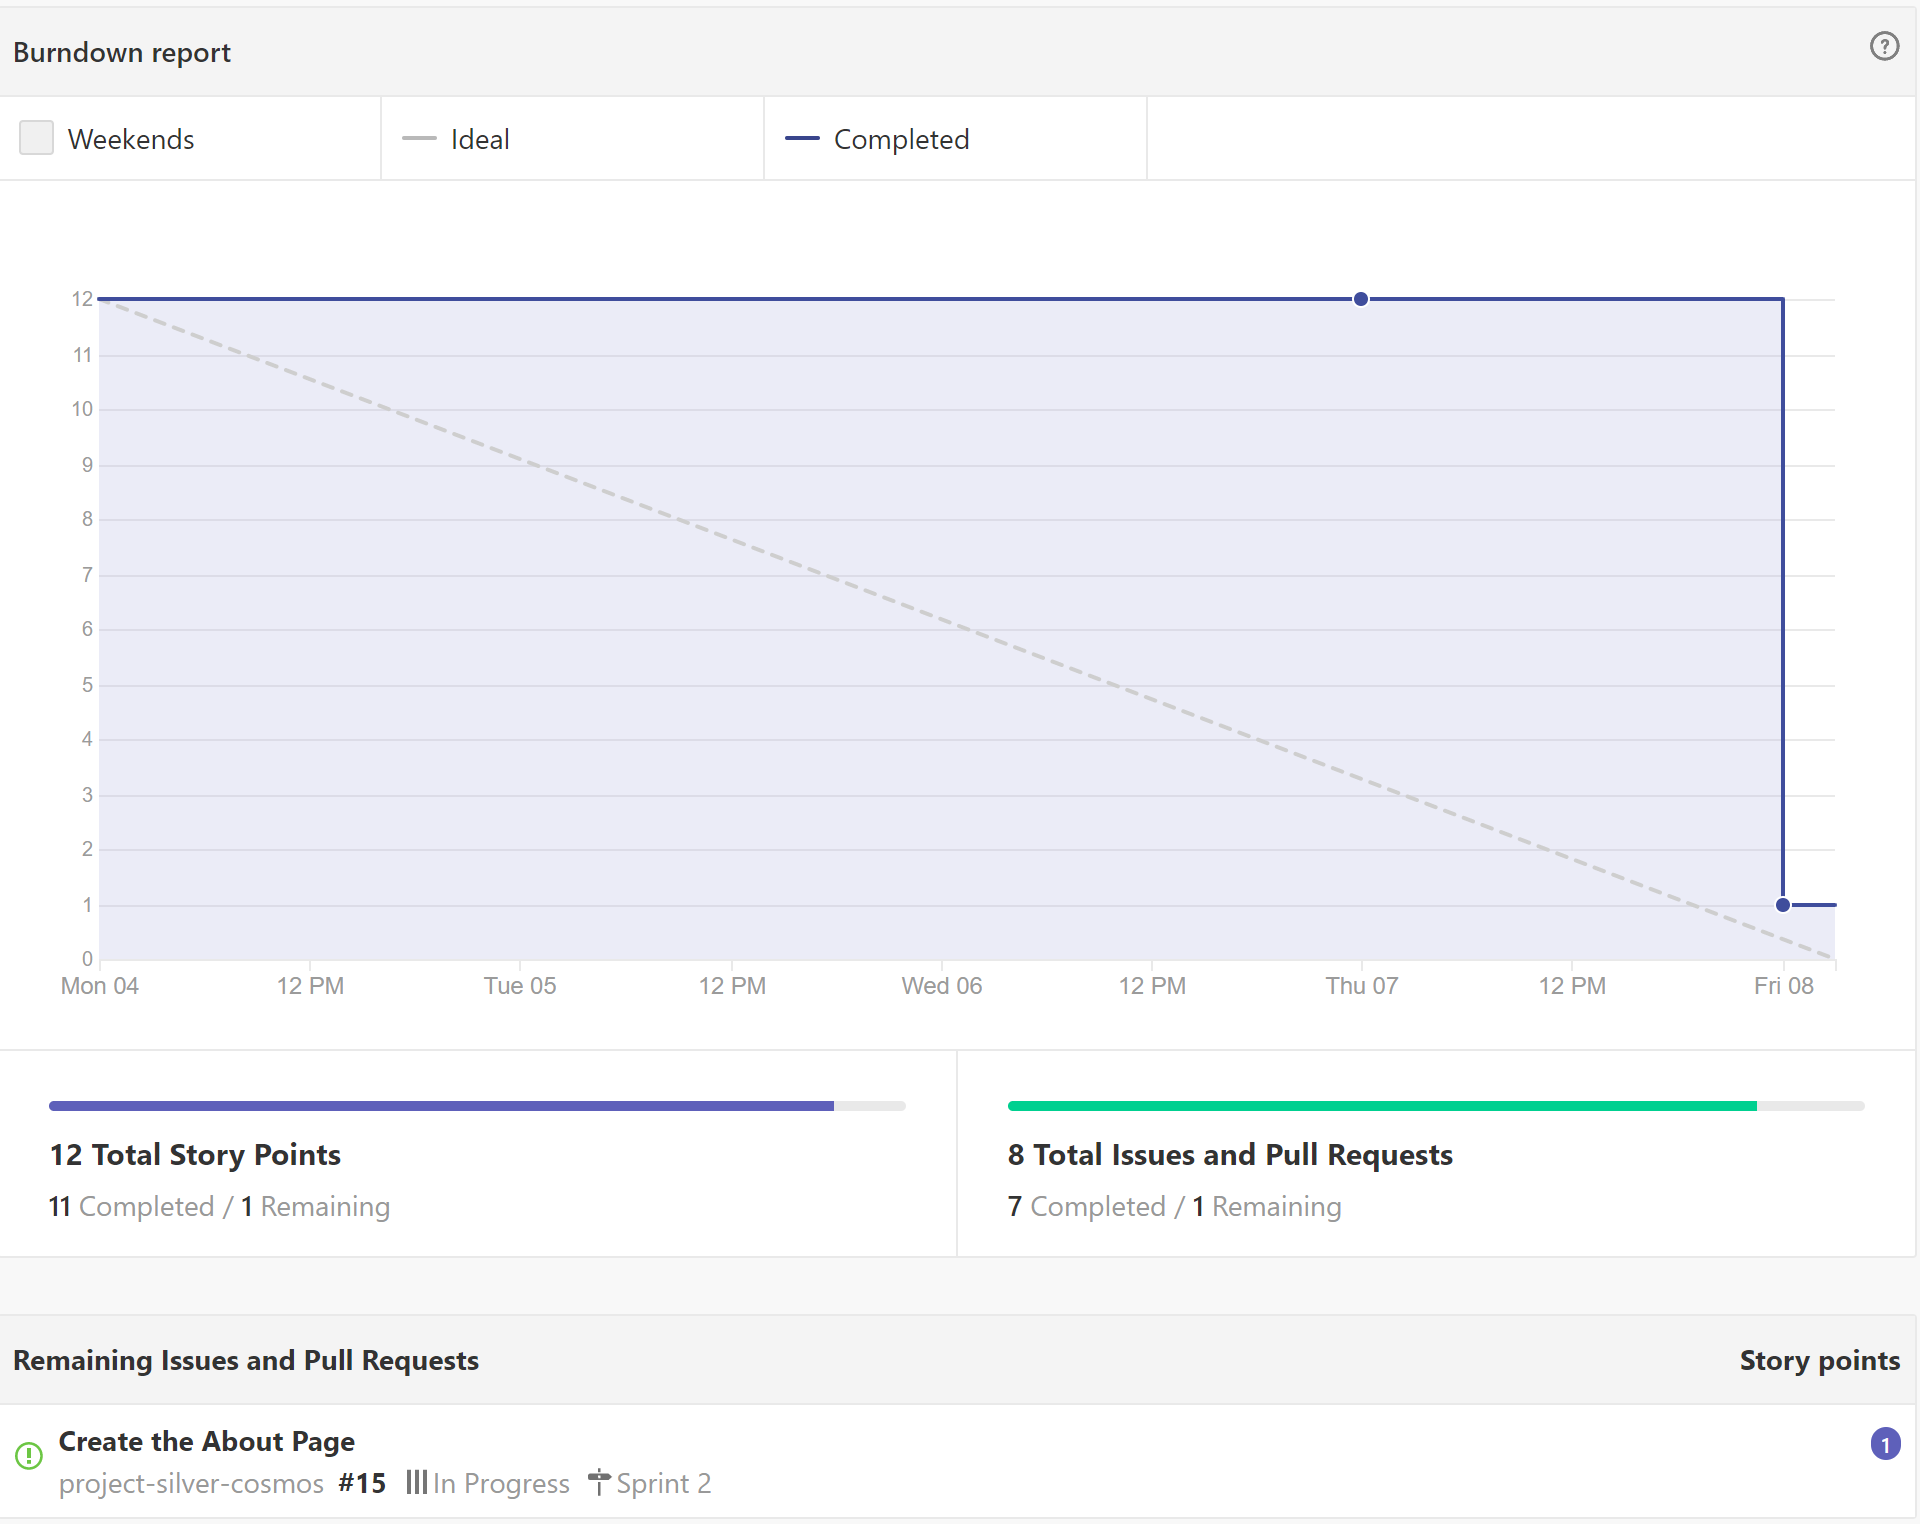 Burndown report
Weekends Ideal Completed
12
11
10
9
8
7
6
5
4
3
2
1
0
Mon 04 12 PM Tue 05 12 PM Wed 06 12 PM Thu 07 12 PM Fri 08
12 Total Story Points
11 Completed / 1 Remaining
8 Total Issues and Pull Requests
7 Completed / 1 Remaining
Remaining Issues and Pull Requests Story points
Create the About Page 1
project-silver-cosmos #15 In Progress Sprint 2